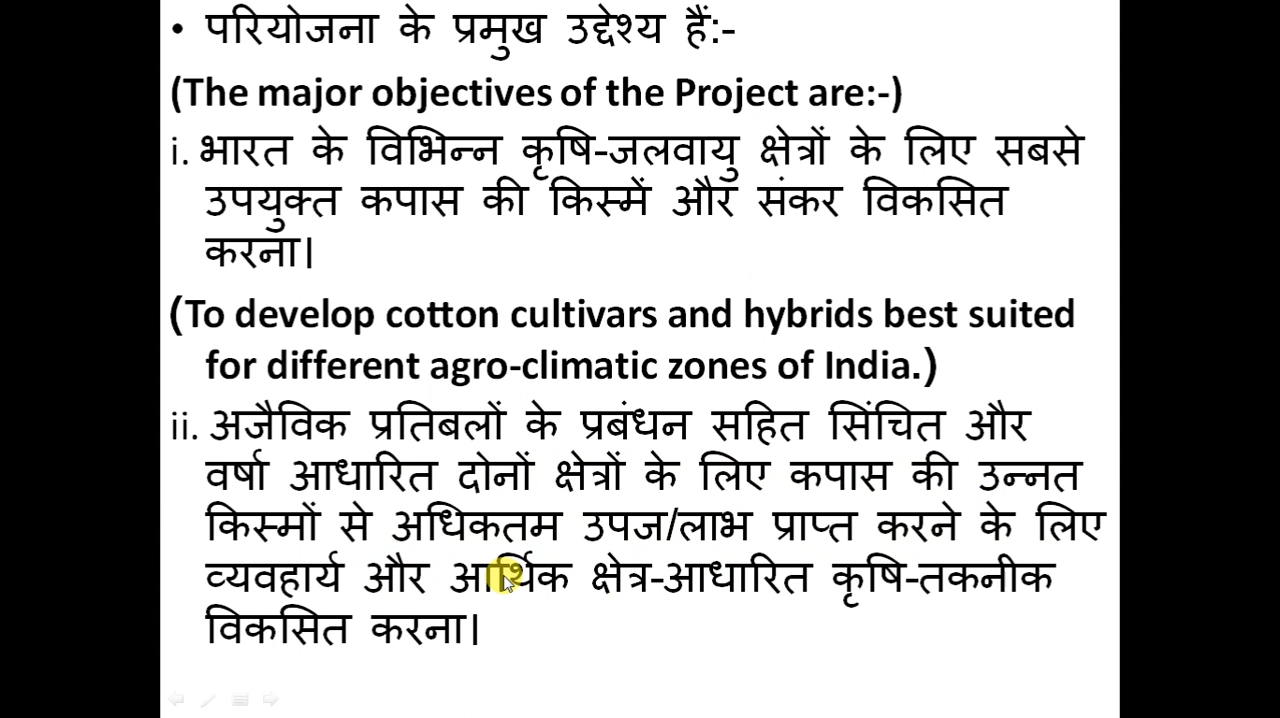 • परियोजना के प्रमुख उद्देश्य हैं:-
(The major objectives of the Project are:-)
i. भारत के विभिन्न कृषि-जलवायु क्षेत्रों के लिए सबसे
उपयुक्त कपास की किस्में और संकर विकसित
करना।
(To develop cotton cultivars and hybrids best suited
for different agro-climatic zones of India.)
ii. अजैविक प्रतिबलों के प्रबंधन सहित सिंचित और
वर्षा आधारित दोनों क्षेत्रों के लिए कपास की उन्नत
किस्मों से अधिकतम उपज/लाभ प्राप्त करने के लिए
व्यवहार्य और आर्थिक क्षेत्र-आधारित कृषि-तकनीक
विकसित करना।